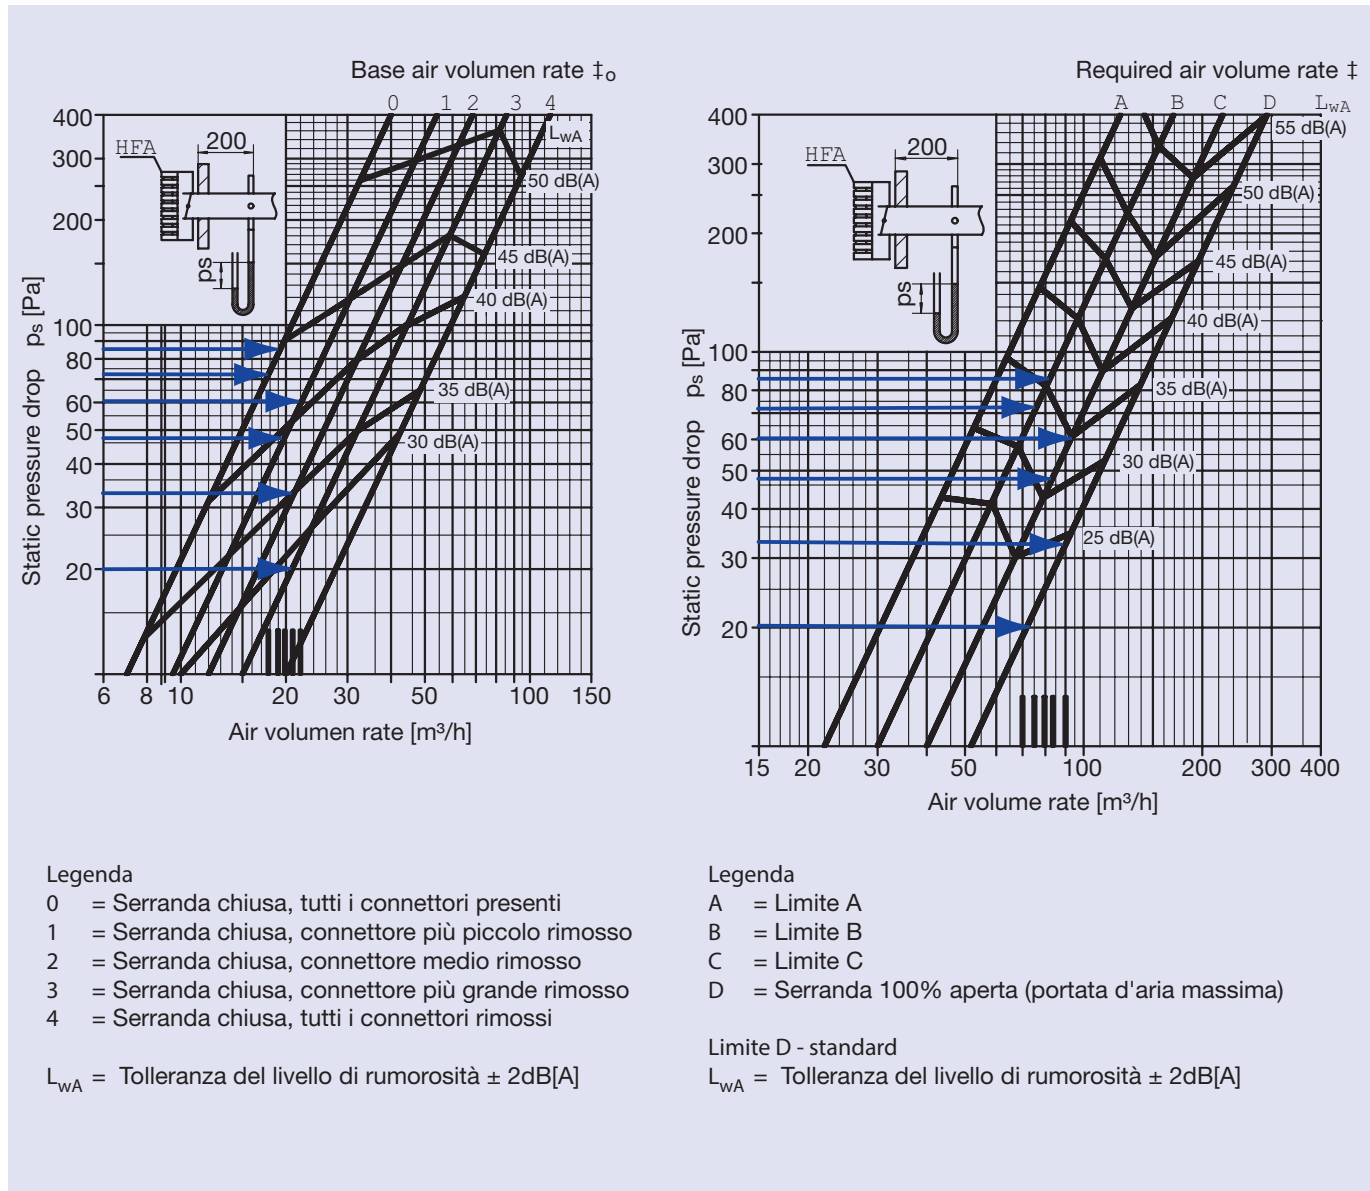 Base air volumen rate ‡o
0 1 2 3 4
LwA
400
300
200
100
80
60
50
40
30
20
Static pressure drop ps [Pa]
HFA
200
ps
50 dB(A)
45 dB(A)
40 dB(A)
35 dB(A)
30 dB(A)
6 8 10 20 30 50 100 150
Air volumen rate [m³/h]
Required air volume rate ‡
A B C D LwA
400
300
200
100
80
60
50
40
30
20
Static pressure drop ps [Pa]
HFA
200
ps
55 dB(A)
50 dB(A)
45 dB(A)
40 dB(A)
35 dB(A)
30 dB(A)
25 dB(A)
15 20 30 50 100 200 300 400
Air volume rate [m³/h]
Legenda
0 = Serranda chiusa, tutti i connettori presenti
1 = Serranda chiusa, connettore più piccolo rimosso
2 = Serranda chiusa, connettore medio rimosso
3 = Serranda chiusa, connettore più grande rimosso
4 = Serranda chiusa, tutti i connettori rimossi
LwA = Tolleranza del livello di rumorosità ± 2dB[A]
Legenda
A = Limite A
B = Limite B
C = Limite C
D = Serranda 100% aperta (portata d'aria massima)
Limite D - standard
LwA = Tolleranza del livello di rumorosità ± 2dB[A]